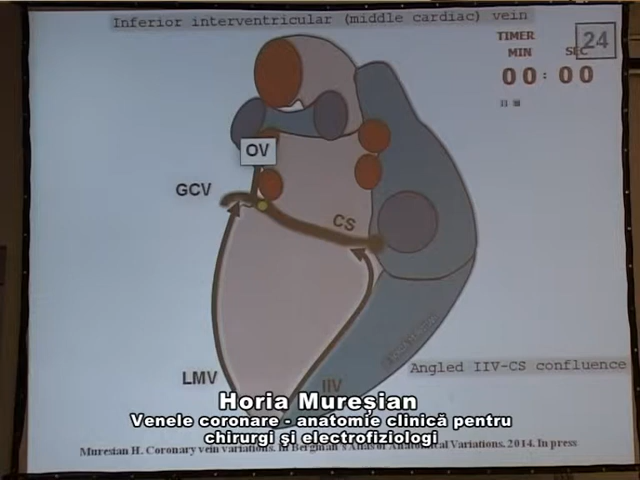 Inferior interventricular (middle cardiac) vein
TIMER
MIN SEC
24
00:00
OV
GCV
CS
LMV
IIV
Angled IIV-CS confluence
Horia Mureșian
Venele coronare - anatomie clinică pentru
chirurgi și electrofiziologi
Muresian H. Coronary vein variations. In Bergman's Atlas of Anatomical Variations. 2014. In press